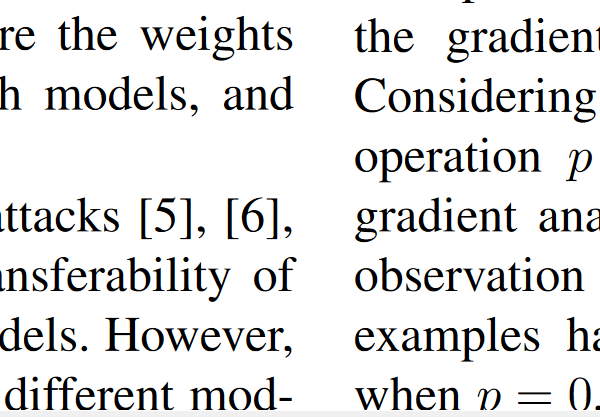 re the weights
h models, and
attacks [5], [6],
ansferability of
dels. However,
different mod-
the gradient
Considering
operation p
gradient ana
observation
examples ha
when p = 0.